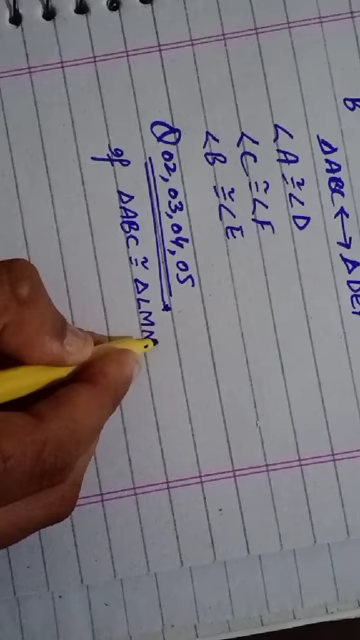 B
ΔABC ↔ ΔDEF
∠A ≅ ∠D
∠C ≅ ∠F
∠B ≅ ∠E
Q 02, 03, 04, 05
If ΔABC ≅ ΔLMN